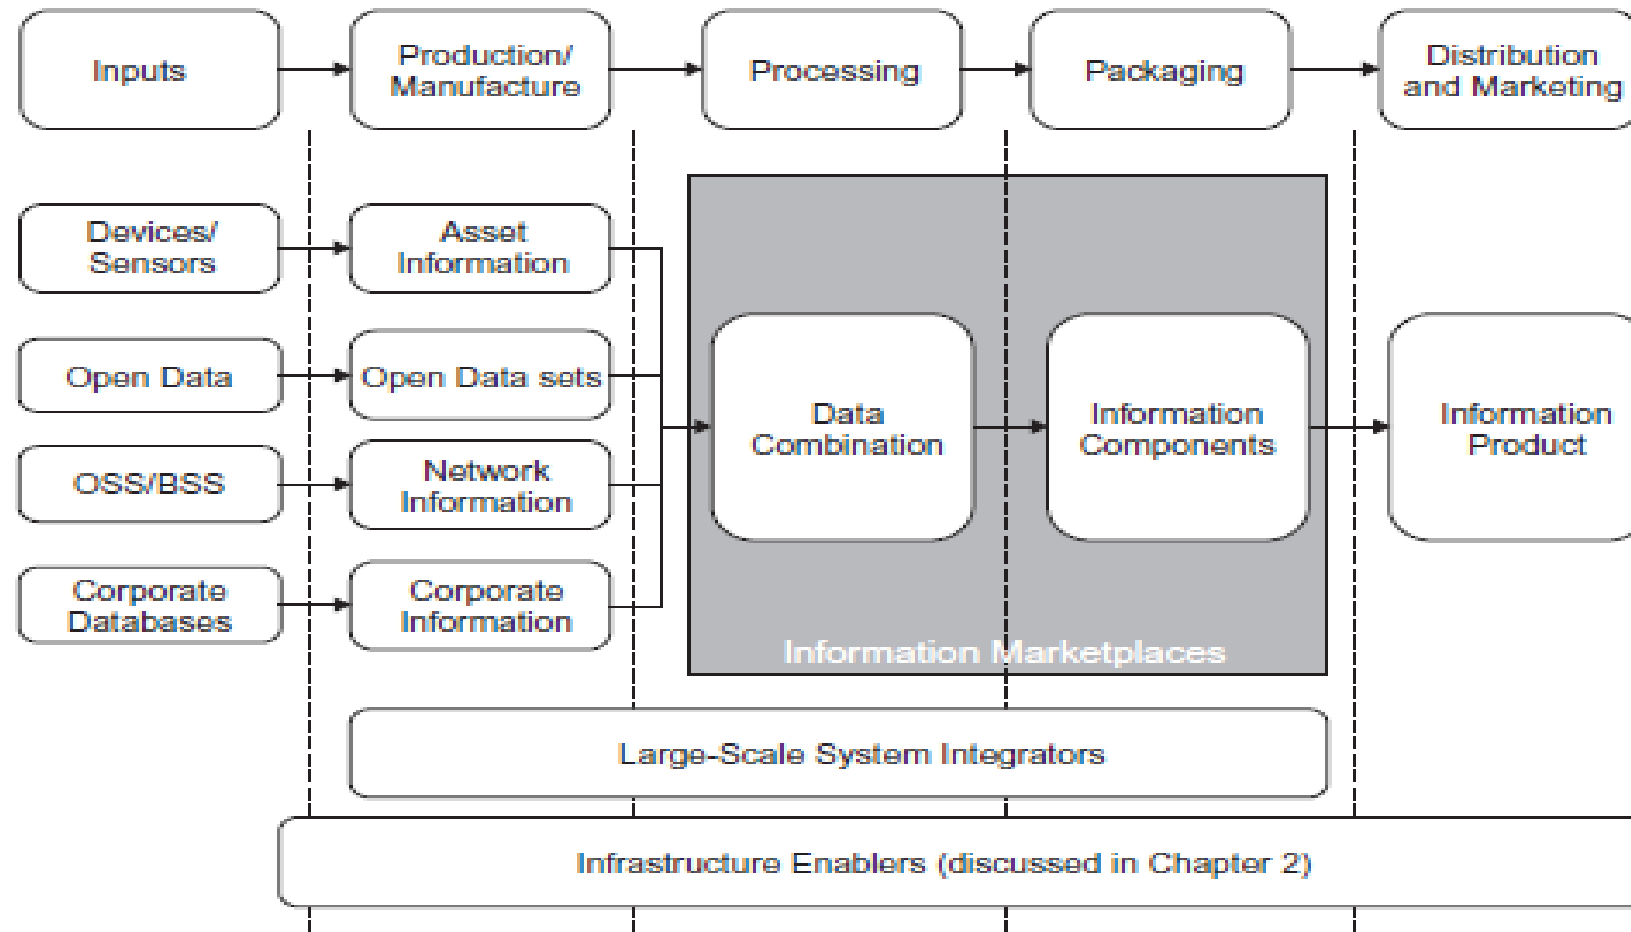 Inputs
Production/
Manufacture
Processing
Packaging
Distribution
and Marketing
Devices/
Sensors
Asset
Information
Open Data
Open Data sets
OSS/BSS
Network
Information
Corporate
Databases
Corporate
Information
Data
Combination
Information
Components
Information
Product
Information Marketplaces
Large-Scale System Integrators
Infrastructure Enablers (discussed in Chapter 2)